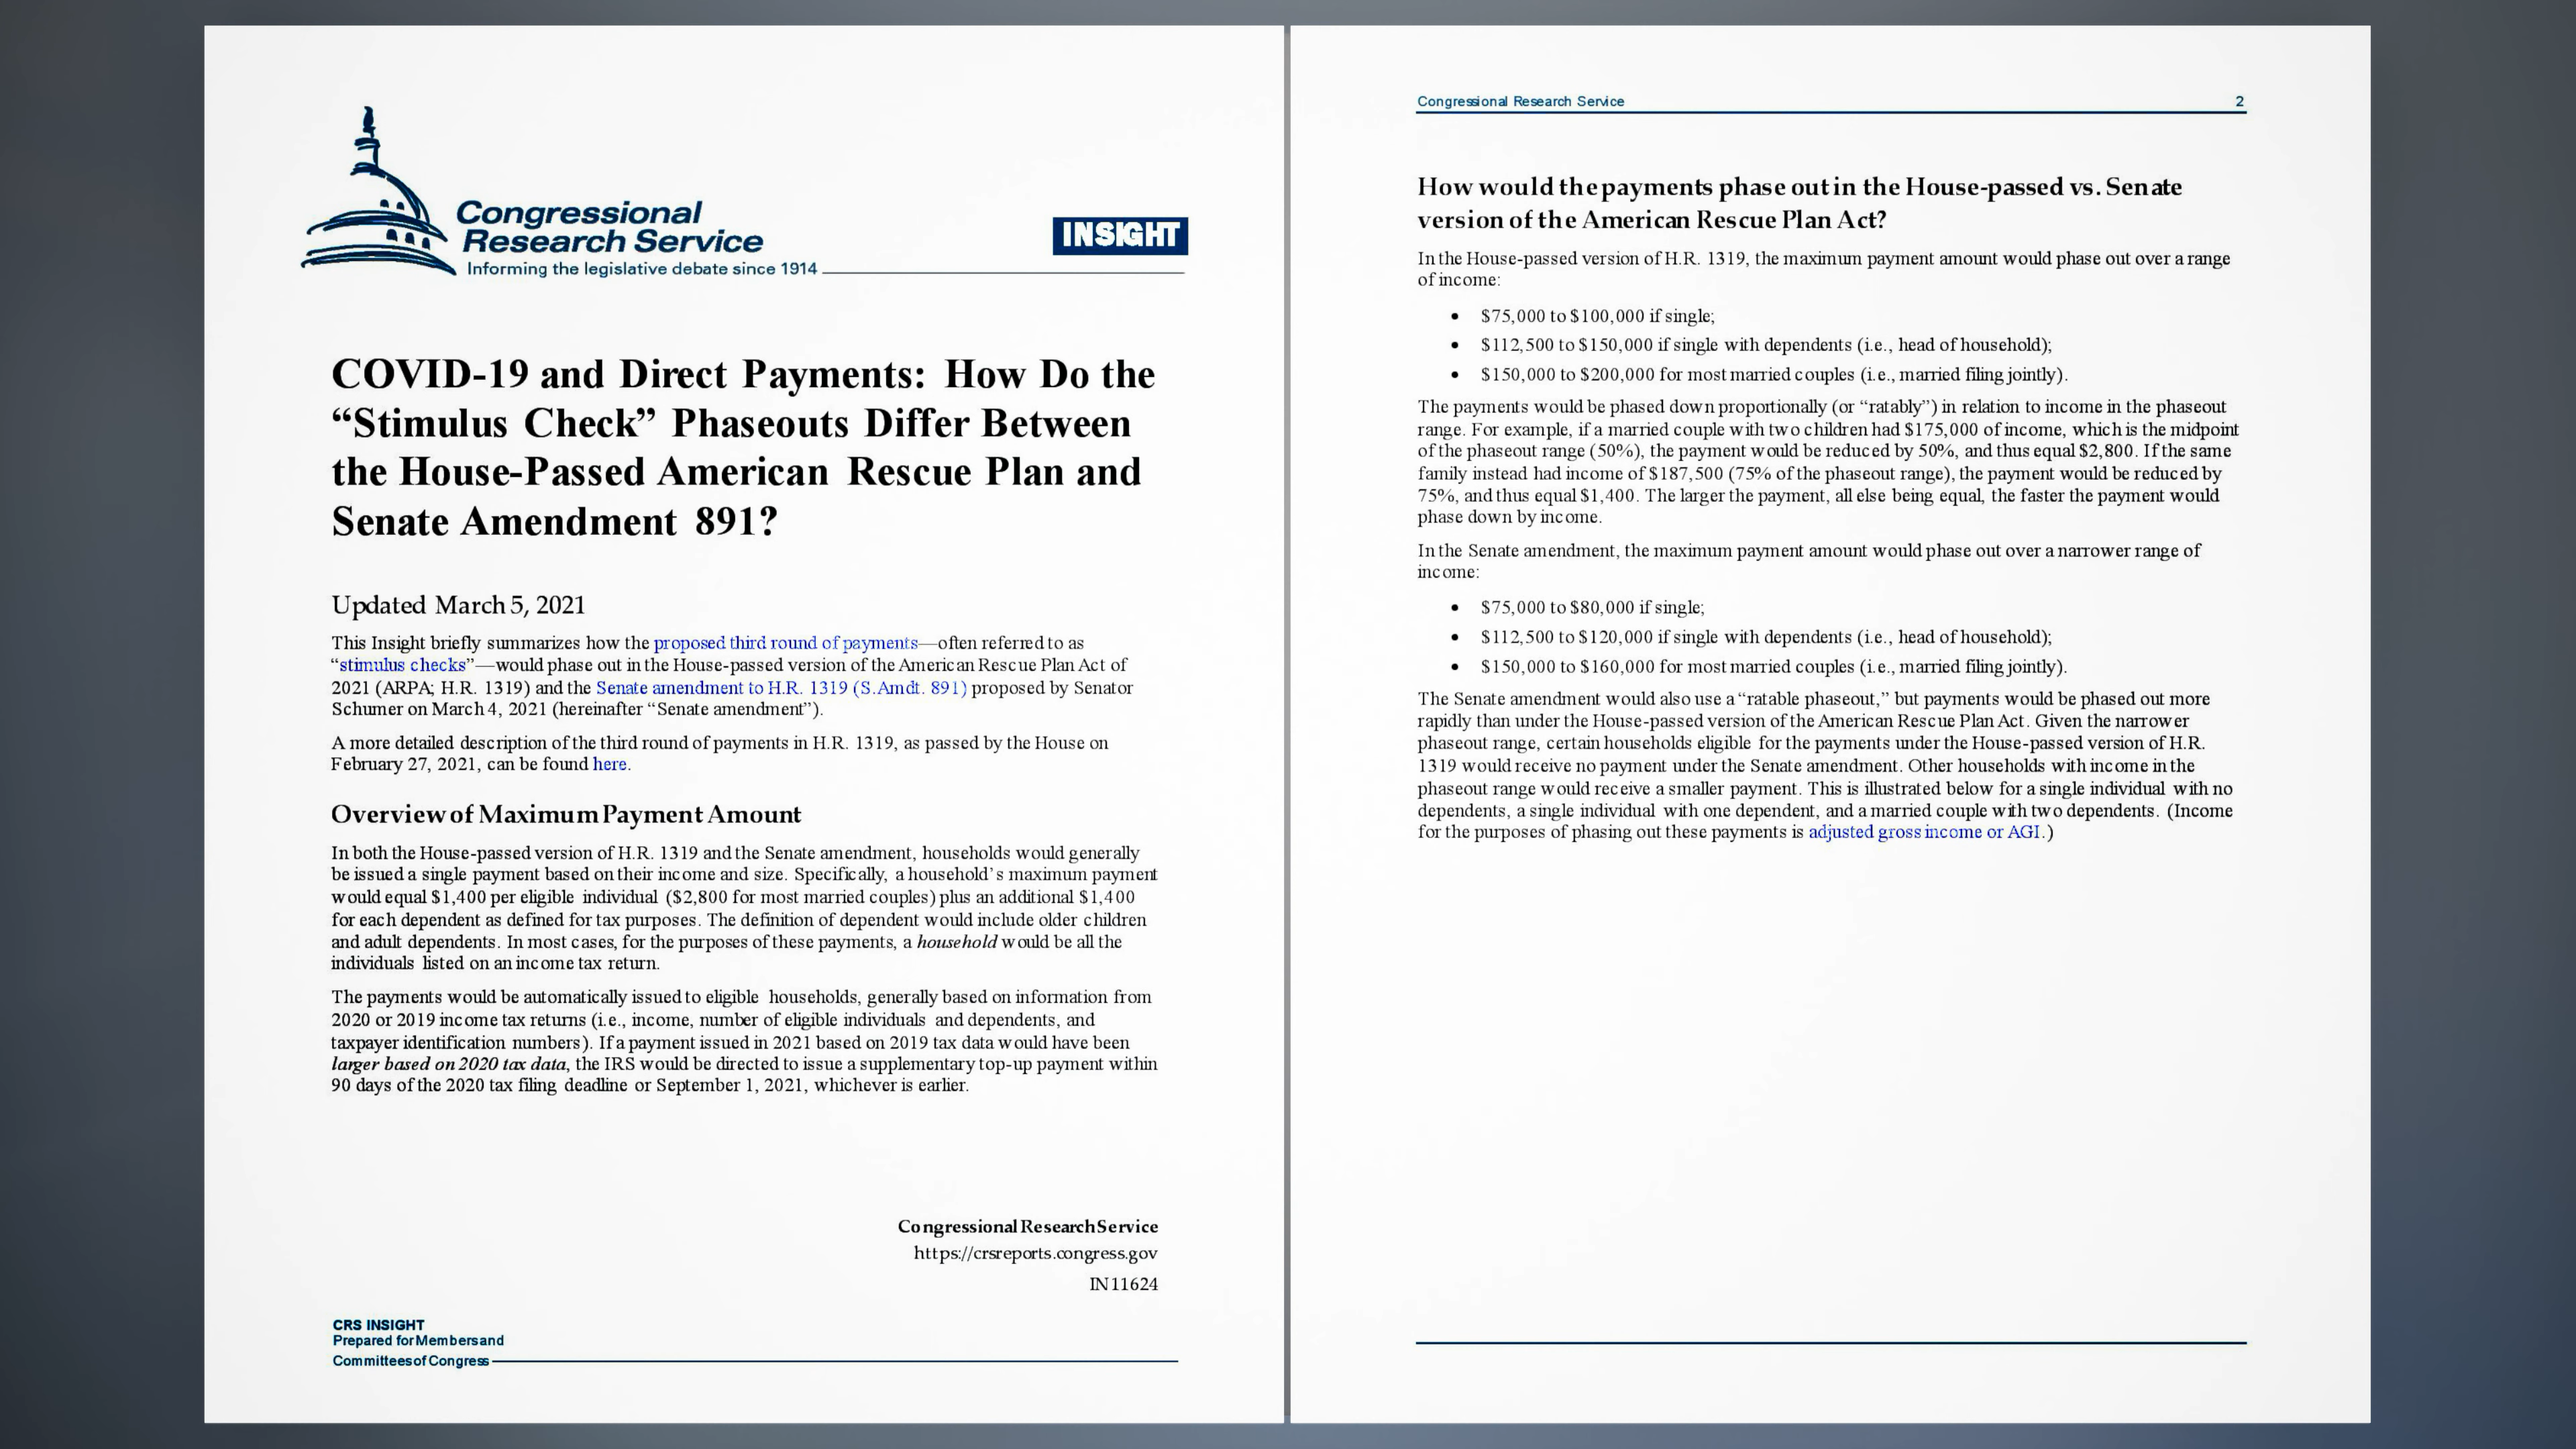 Congressional
Research Service
Informing the legislative debate since 1914
INSIGHT
COVID-19 and Direct Payments: How Do the
“Stimulus Check” Phaseouts Differ Between
the House-Passed American Rescue Plan and
Senate Amendment 891?
Updated March 5, 2021
This Insight briefly summarizes how the proposed third round of payments—often referred to as
“stimulus checks”—would phase out in the House-passed version of the American Rescue Plan Act of
2021 (ARPA; H.R. 1319) and the Senate amendment to H.R. 1319 (S.Amdt. 891) proposed by Senator
Schumer on March 4, 2021 (hereinafter “Senate amendment”).
A more detailed description of the third round of payments in H.R. 1319, as passed by the House on
February 27, 2021, can be found here.
Overview of Maximum Payment Amount
In both the House-passed version of H.R. 1319 and the Senate amendment, households would generally
be issued a single payment based on their income and size. Specifically, a household’s maximum payment
would equal $1,400 per eligible individual ($2,800 for most married couples) plus an additional $1,400
for each dependent as defined for tax purposes. The definition of dependent would include older children
and adult dependents. In most cases, for the purposes of these payments, a household would be all the
individuals listed on an income tax return.
The payments would be automatically issued to eligible households, generally based on information from
2020 or 2019 income tax returns (i.e., income, number of eligible individuals and dependents, and
taxpayer identification numbers). If a payment issued in 2021 based on 2019 tax data would have been
larger based on 2020 tax data, the IRS would be directed to issue a supplementary top-up payment within
90 days of the 2020 tax filing deadline or September 1, 2021, whichever is earlier.
Congressional Research Service
https://crsreports.congress.gov
IN11624
CRS INSIGHT
Prepared for Members and
Committees of Congress
Congressional Research Service 2
How would the payments phase out in the House-passed vs. Senate
version of the American Rescue Plan Act?
In the House-passed version of H.R. 1319, the maximum payment amount would phase out over a range
of income:
• $75,000 to $100,000 if single;
• $112,500 to $150,000 if single with dependents (i.e., head of household);
• $150,000 to $200,000 for most married couples (i.e., married filing jointly).
The payments would be phased down proportionally (or “ratably”) in relation to income in the phaseout
range. For example, if a married couple with two children had $175,000 of income, which is the midpoint
of the phaseout range (50%), the payment would be reduced by 50%, and thus equal $2,800. If the same
family instead had income of $187,500 (75% of the phaseout range), the payment would be reduced by
75%, and thus equal $1,400. The larger the payment, all else being equal, the faster the payment would
phase down by income.
In the Senate amendment, the maximum payment amount would phase out over a narrower range of
income:
• $75,000 to $80,000 if single;
• $112,500 to $120,000 if single with dependents (i.e., head of household);
• $150,000 to $160,000 for most married couples (i.e., married filing jointly).
The Senate amendment would also use a “ratable phaseout,” but payments would be phased out more
rapidly than under the House-passed version of the American Rescue Plan Act. Given the narrower
phaseout range, certain households eligible for the payments under the House-passed version of H.R.
1319 would receive no payment under the Senate amendment. Other households with income in the
phaseout range would receive a smaller payment. This is illustrated below for a single individual with no
dependents, a single individual with one dependent, and a married couple with two dependents. (Income
for the purposes of phasing out these payments is adjusted gross income or AGI.)